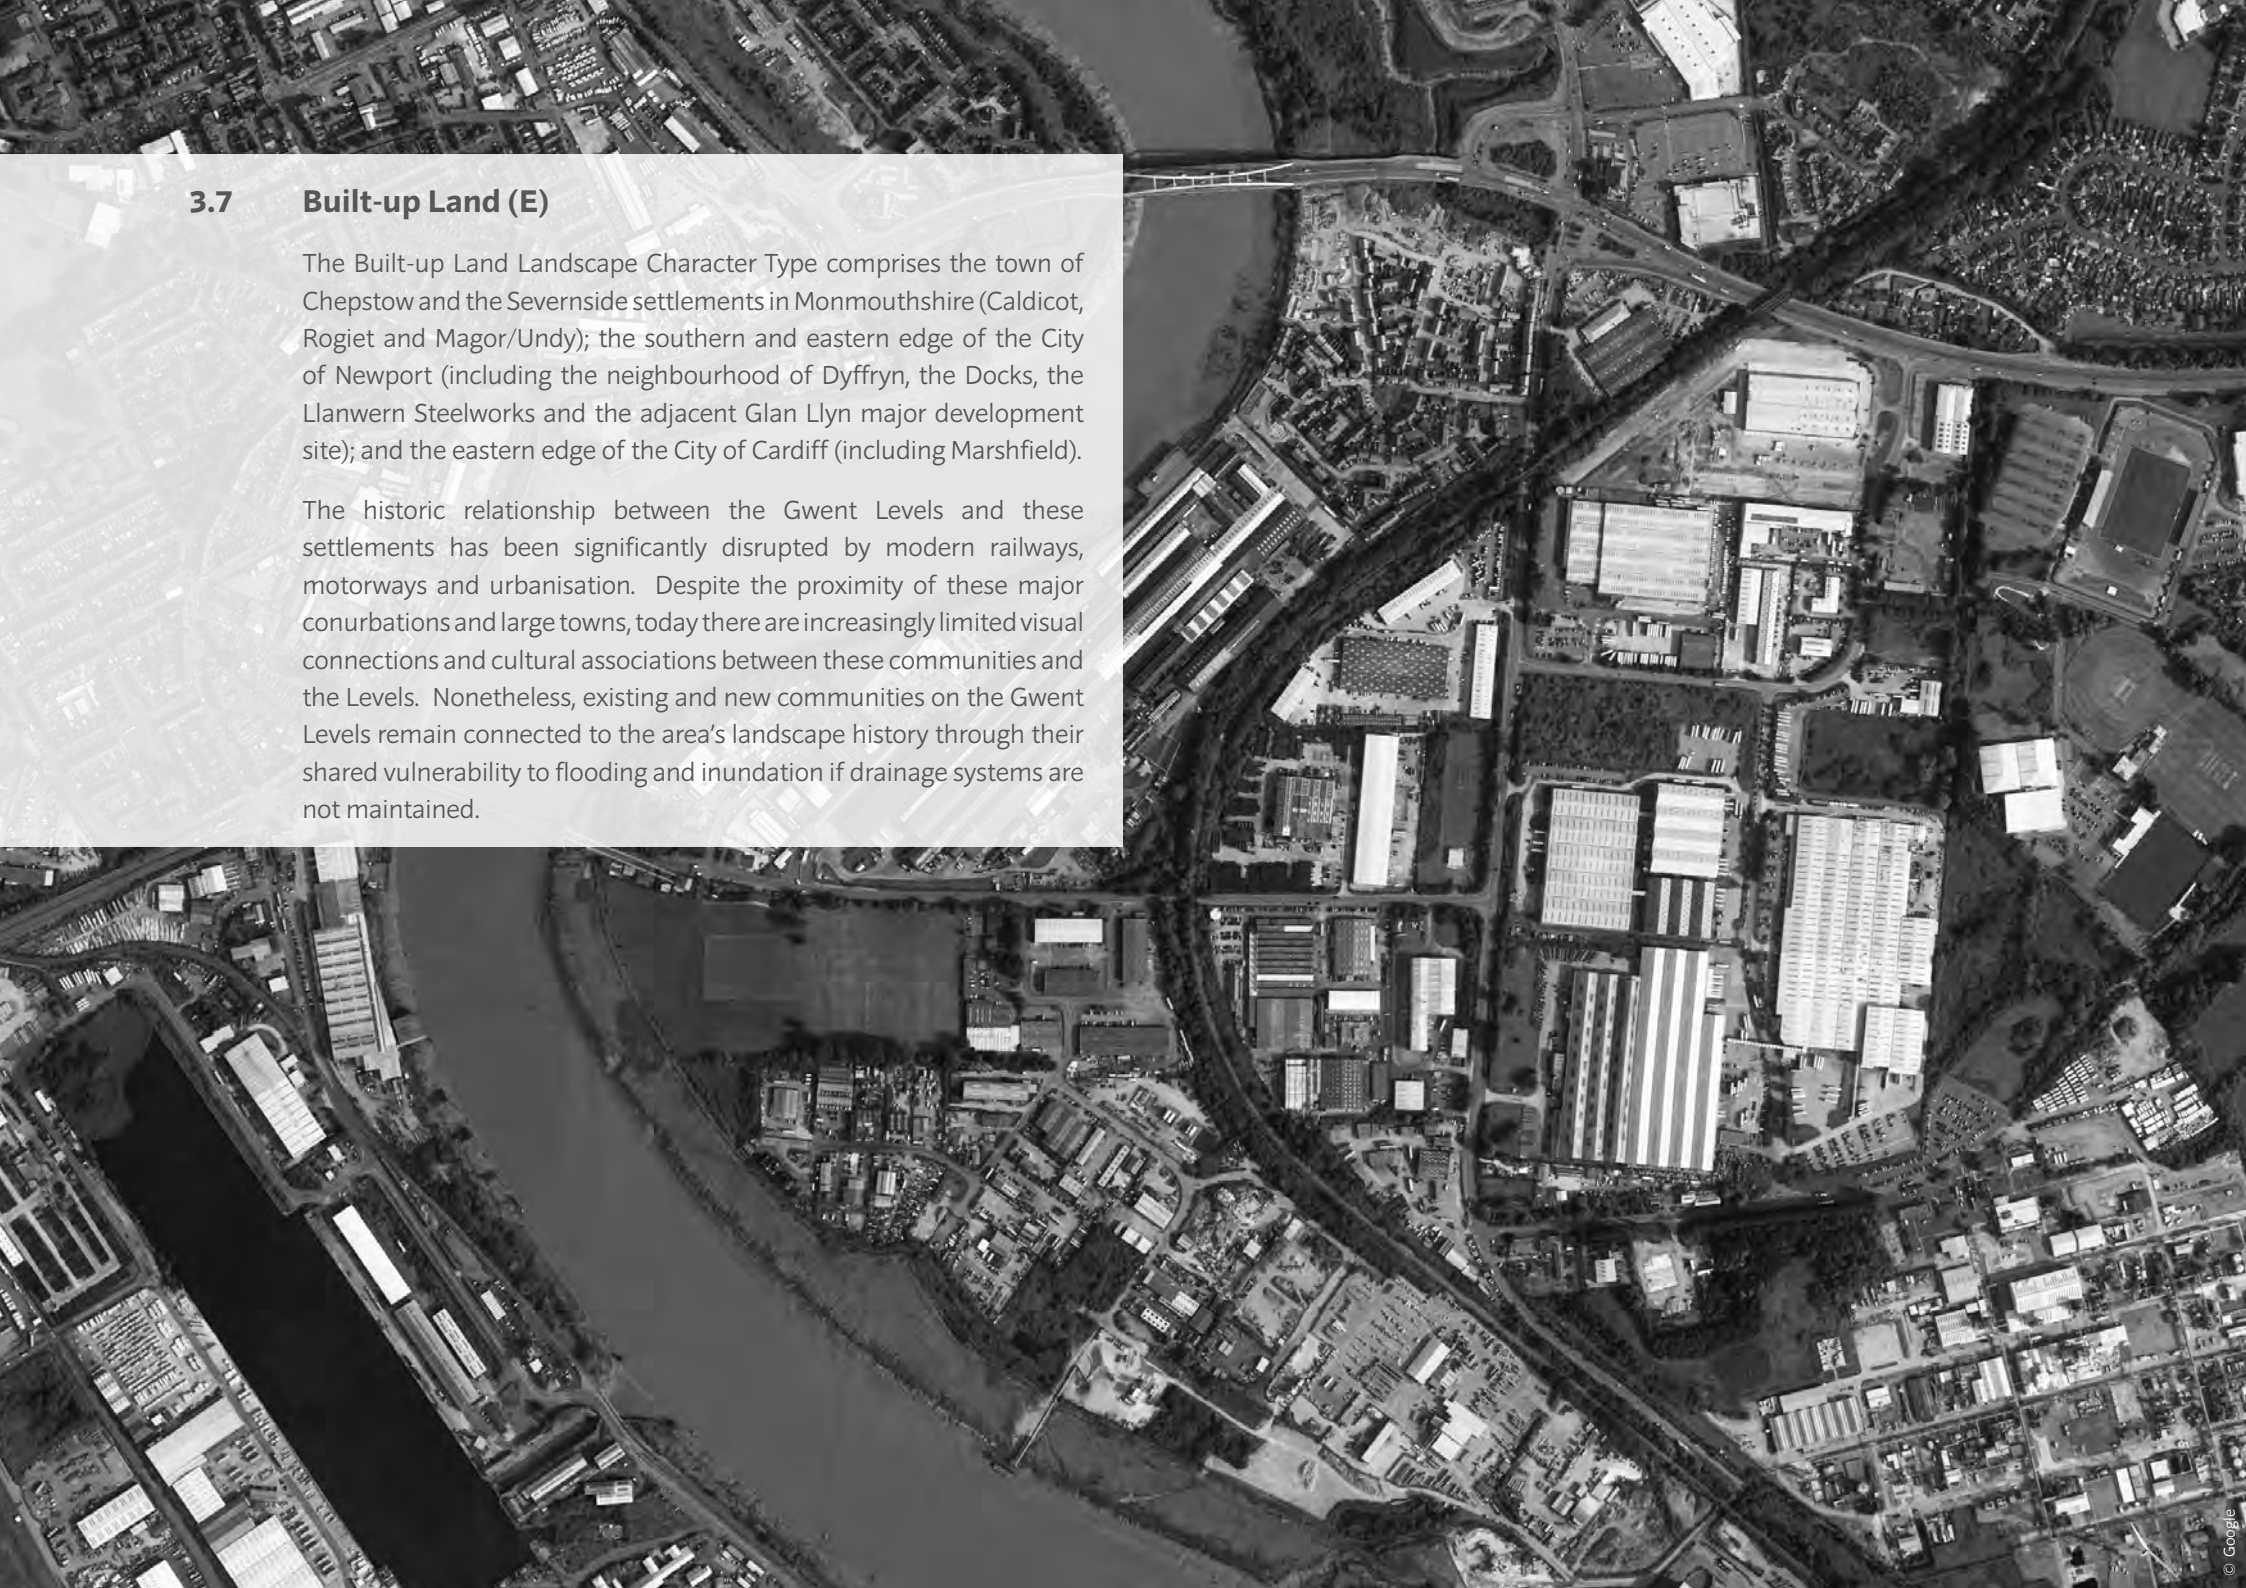 3.7 Built-up Land (E)
The Built-up Land Landscape Character Type comprises the town of
Chepstow and the Severnside settlements in Monmouthshire (Caldicot,
Rogiet and Magor/Undy); the southern and eastern edge of the City
of Newport (including the neighbourhood of Dyffryn, the Docks, the
Llanwern Steelworks and the adjacent Glan Llyn major development
site); and the eastern edge of the City of Cardiff (including Marshfield).
The historic relationship between the Gwent Levels and these
settlements has been significantly disrupted by modern railways,
motorways and urbanisation. Despite the proximity of these major
conurbations and large towns, today there are increasingly limited visual
connections and cultural associations between these communities and
the Levels. Nonetheless, existing and new communities on the Gwent
Levels remain connected to the area's landscape history through their
shared vulnerability to flooding and inundation if drainage systems are
not maintained.
© Google